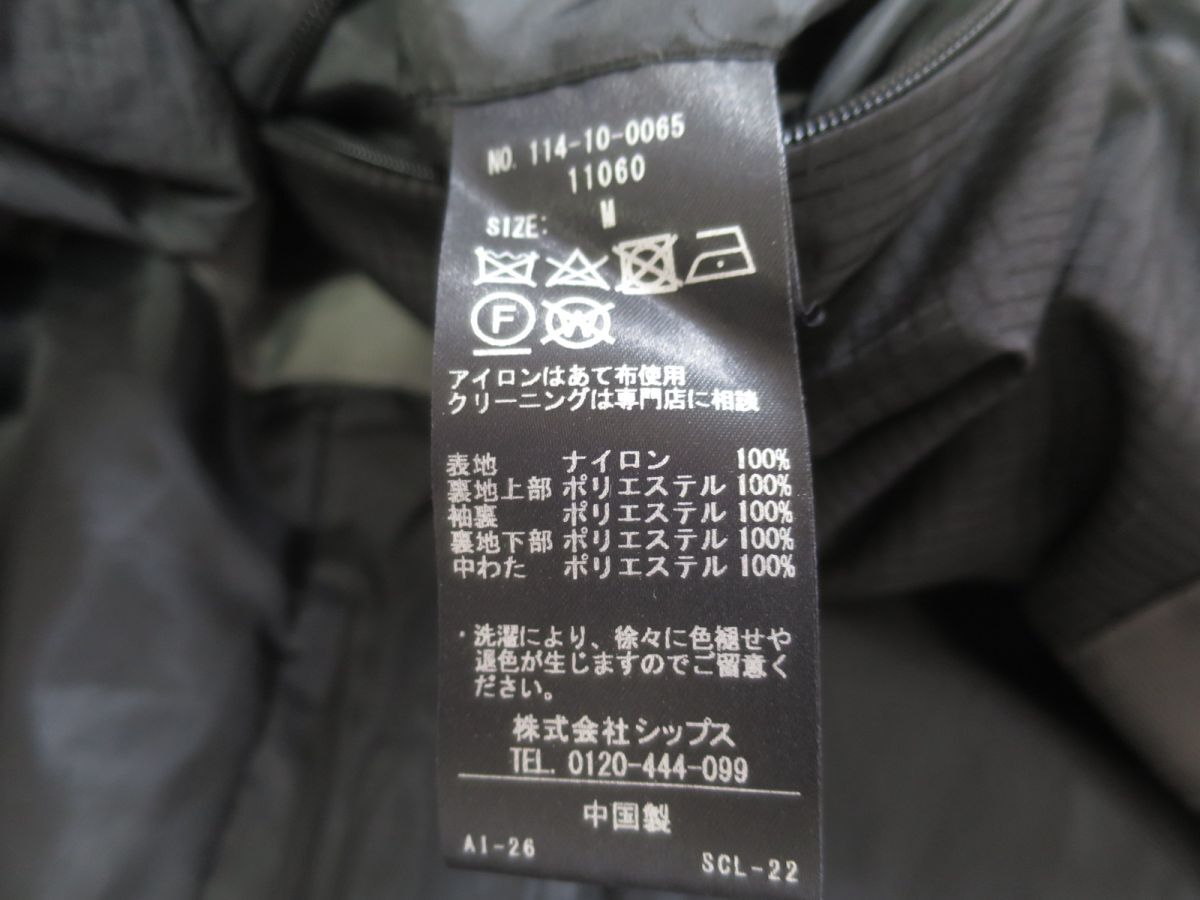 NO. 114-10-0065
11060
SIZE: M
F W
アイロンはあて布使用
クリーニングは専門店に相談
表地 ナイロン 100%
裏地上部 ポリエステル 100%
袖裏 ポリエステル 100%
裏地下部 ポリエステル 100%
中わた ポリエステル 100%
・洗濯により、徐々に色褪せや
退色が生じますのでご留意く
ださい。
株式会社シップス
TEL. 0120-444-099
中国製
AI-26 SCL-22